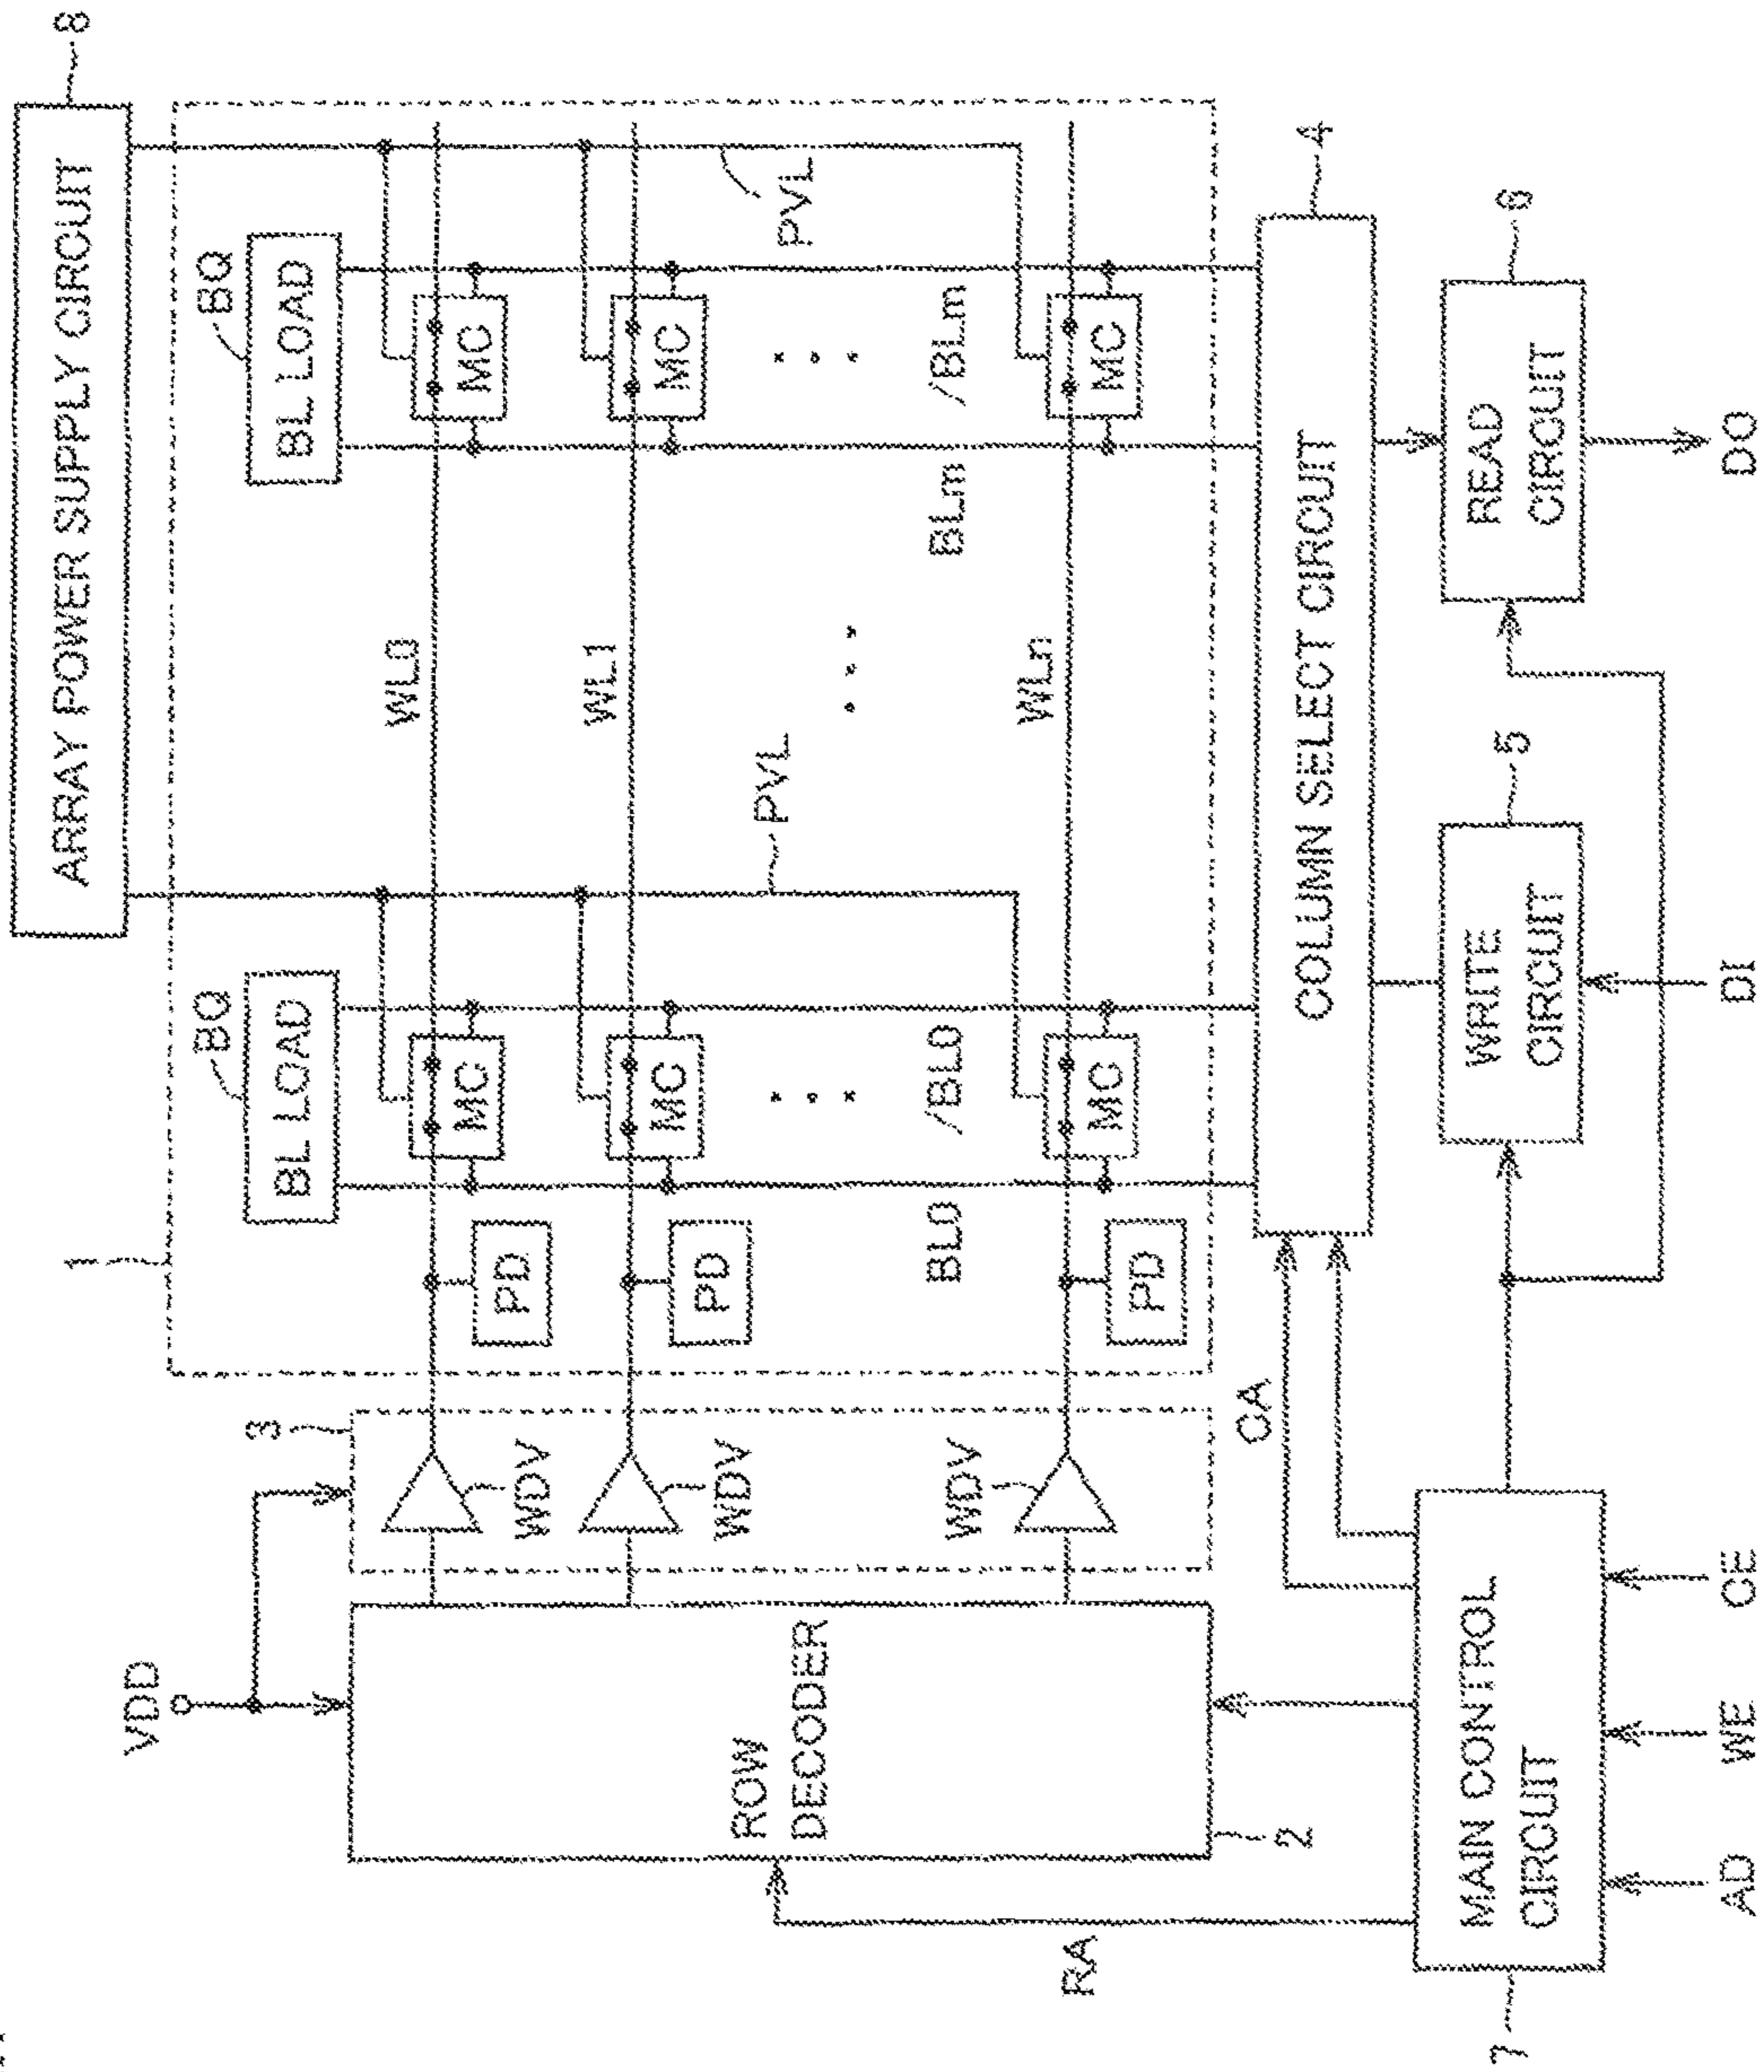 8
ARRAY POWER SUPPLY CIRCUIT
VDD
3
1
BQ
BL LOAD
BQ
BL LOAD
WL0
MC
MC
PD
WDV
WL1
MC
MC
PD
WDV
PVL
PVL
ROW
DECODER
BL0
/BL0
BLm
/BLm
WLn
MC
MC
PD
WDV
2
RA
CA
COLUMN SELECT CIRCUIT
4
7
MAIN CONTROL
CIRCUIT
WRITE
CIRCUIT
5
READ
CIRCUIT
6
AD
WE
CE
DI
DO